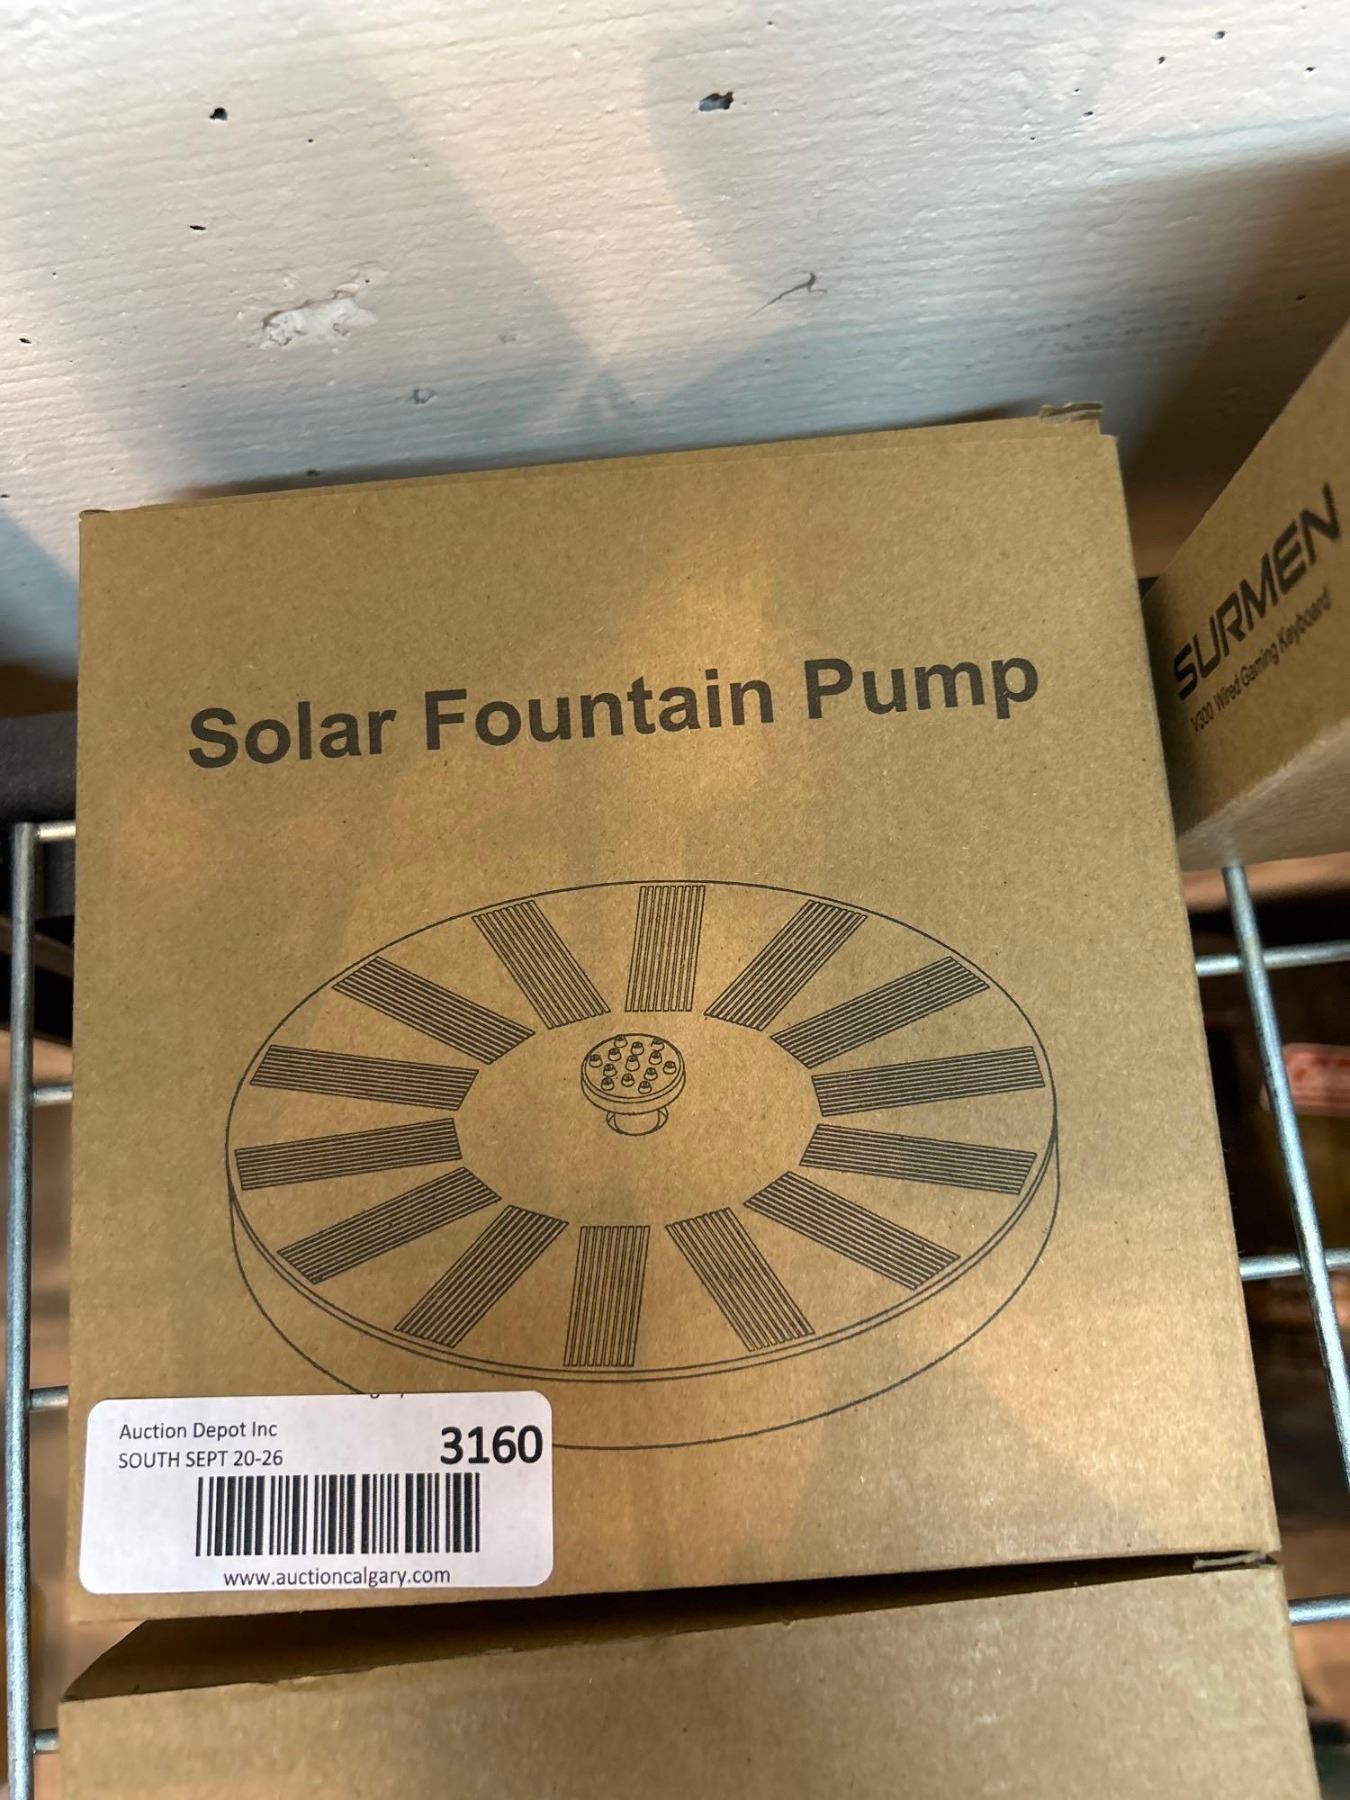 Solar Fountain Pump
SURMEN
V300 Wired Gaming Keyboard
Auction Depot Inc
SOUTH SEPT 20-26
3160
www.auctioncalgary.com